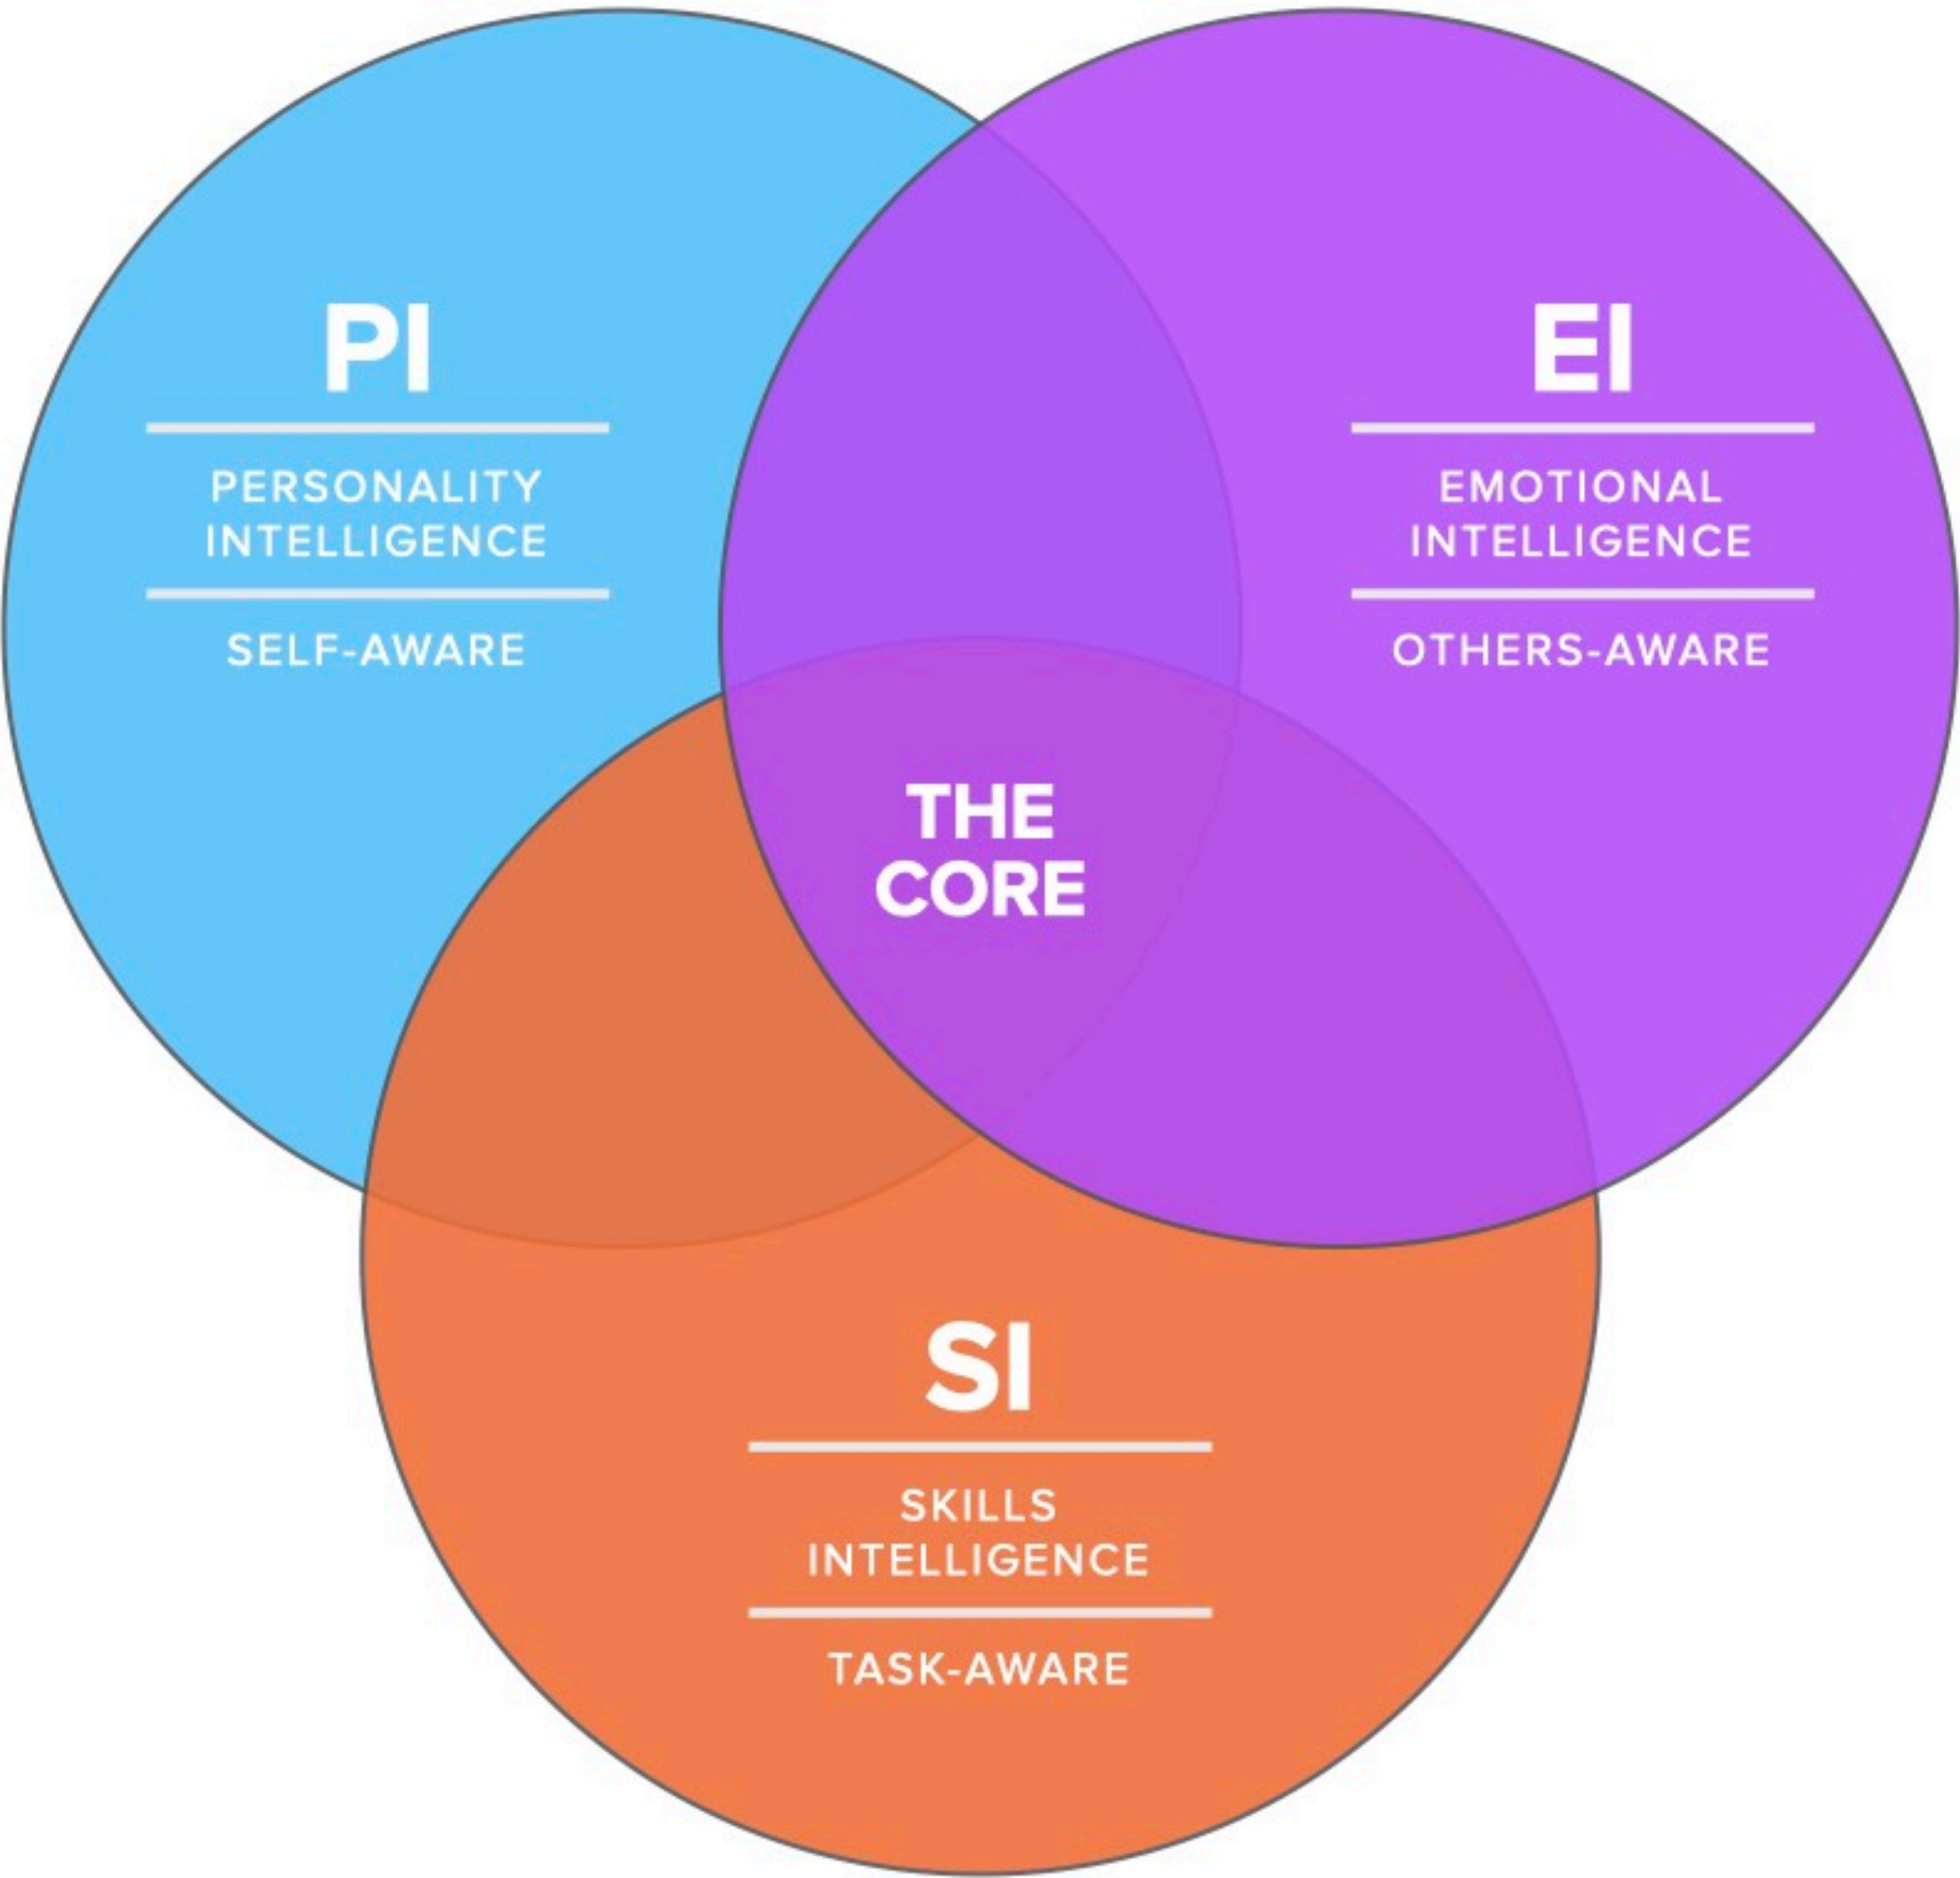 PI
PERSONALITY
INTELLIGENCE
SELF-AWARE
EI
EMOTIONAL
INTELLIGENCE
OTHERS-AWARE
THE
CORE
SI
SKILLS
INTELLIGENCE
TASK-AWARE